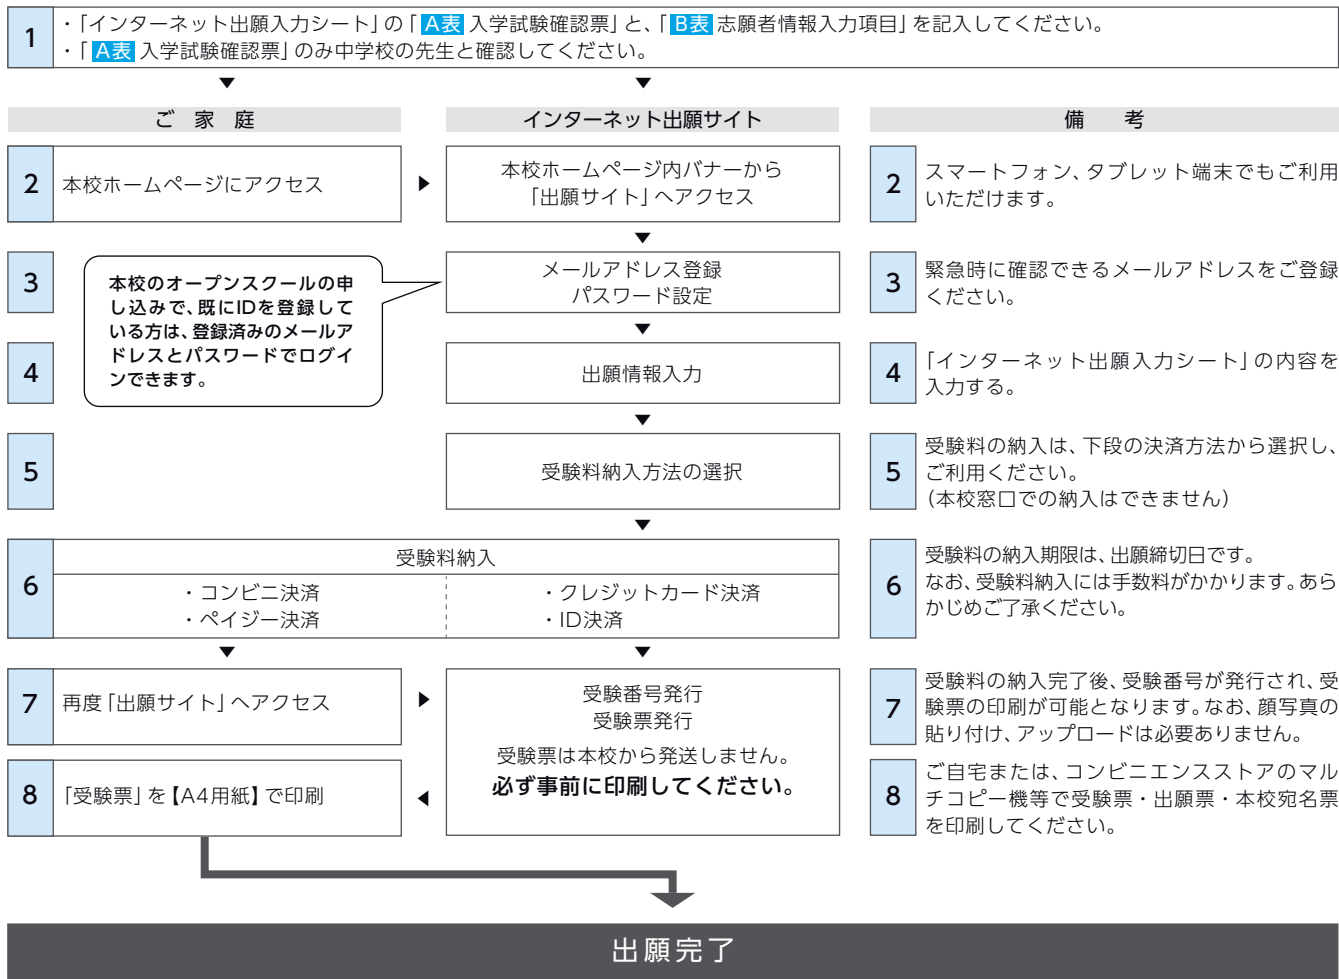 1
・「インターネット出願入力シート」の「 A表 入学試験確認票」と、「 B表 志願者情報入力項目」を記入してください。
・「 A表 入学試験確認票」のみ中学校の先生と確認してください。
▼ ▼
ご 家 庭
インターネット出願サイト
備 考
2
本校ホームページにアクセス
▶
本校ホームページ内バナーから
「出願サイト」へアクセス
2
スマートフォン、タブレット端末でもご利用
いただけます。
▼
3
本校のオープンスクールの申
し込みで、既にIDを登録して
いる方は、登録済みのメールア
ドレスとパスワードでログイ
ンできます。
メールアドレス登録
パスワード設定
3
緊急時に確認できるメールアドレスをご登録
ください。
▼
4
出願情報入力
4
「インターネット出願入力シート」の内容を
入力する。
▼
5
受験料納入方法の選択
5
受験料の納入は、下段の決済方法から選択し、
ご利用ください。
（本校窓口での納入はできません）
▼
6
受験料納入
・コンビニ決済
・ペイジー決済
・クレジットカード決済
・ID決済
6
受験料の納入期限は、出願締切日です。
なお、受験料納入には手数料がかかります。あら
かじめご了承ください。
▼ ▼
7
再度「出願サイト」へアクセス
▶
受験番号発行
受験票発行
受験票は本校から発送しません。
必ず事前に印刷してください。
7
受験料の納入完了後、受験番号が発行され、受
験票の印刷が可能となります。なお、顔写真の
貼り付け、アップロードは必要ありません。
8
「受験票」を【A4用紙】で印刷
◀
8
ご自宅または、コンビニエンスストアのマル
チコピー機等で受験票・出願票・本校宛名票
を印刷してください。
出願完了